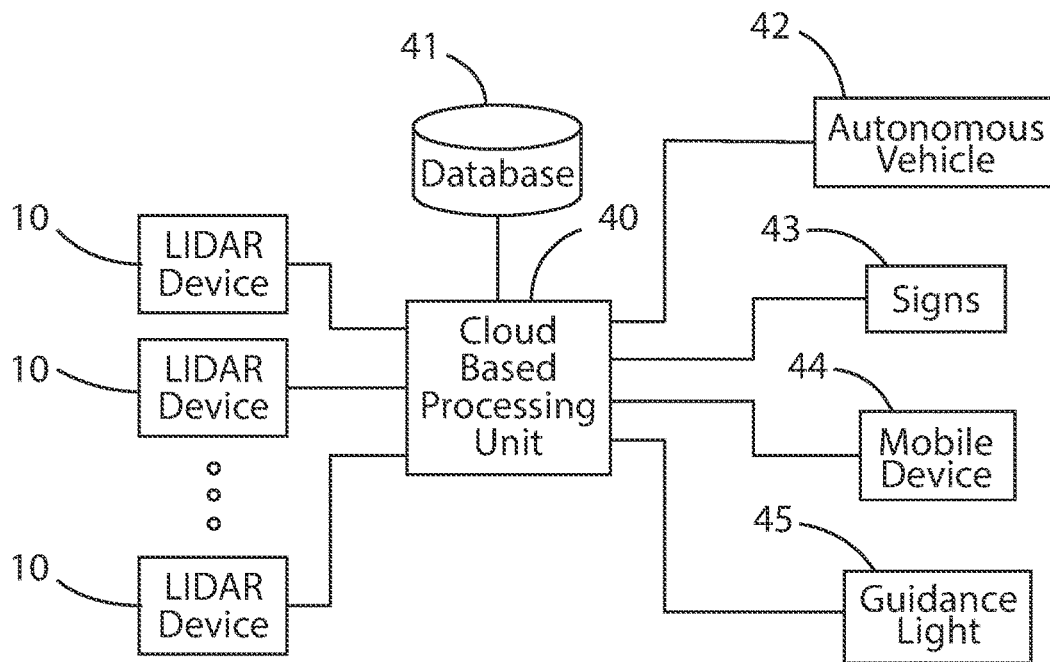 41
Database
42
Autonomous
Vehicle
10
LIDAR
Device
40
Cloud
Based
Processing
Unit
43
Signs
10
LIDAR
Device
44
Mobile
Device
10
LIDAR
Device
45
Guidance
Light